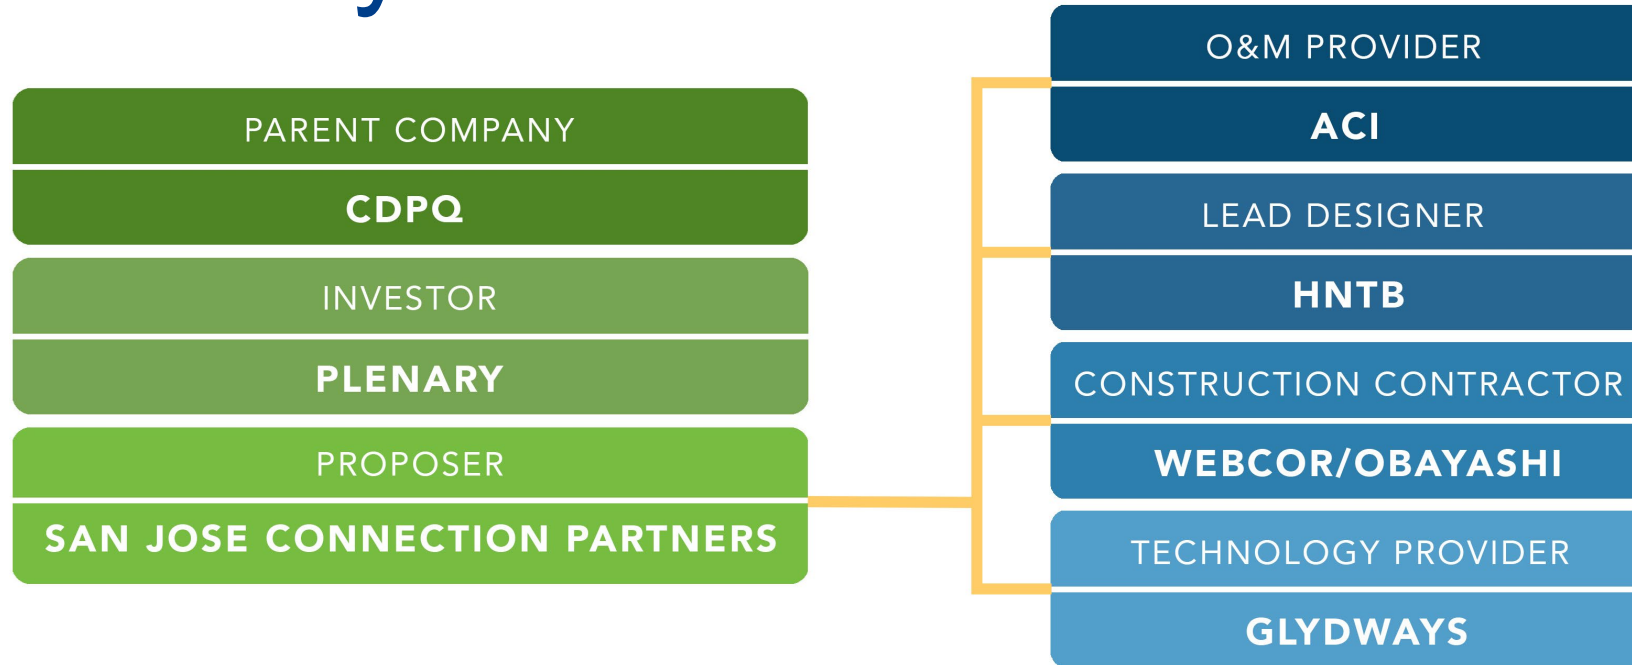 PARENT COMPANY
CDPQ
INVESTOR
PLENARY
PROPOSER
SAN JOSE CONNECTION PARTNERS
O&M PROVIDER
ACI
LEAD DESIGNER
HNTB
CONSTRUCTION CONTRACTOR
WEBCOR/OBAYASHI
TECHNOLOGY PROVIDER
GLYDWAYS